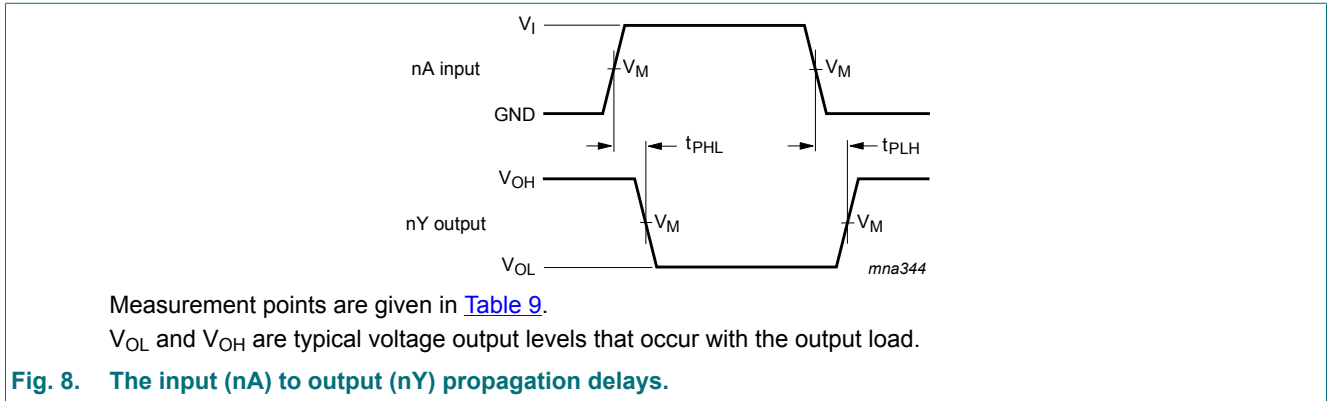 V_I
nA input
V_M
V_M
GND
t_PHL
t_PLH
V_OH
nY output
V_M
V_M
V_OL
mna344
Measurement points are given in Table 9.
V_OL and V_OH are typical voltage output levels that occur with the output load.
Fig. 8. The input (nA) to output (nY) propagation delays.